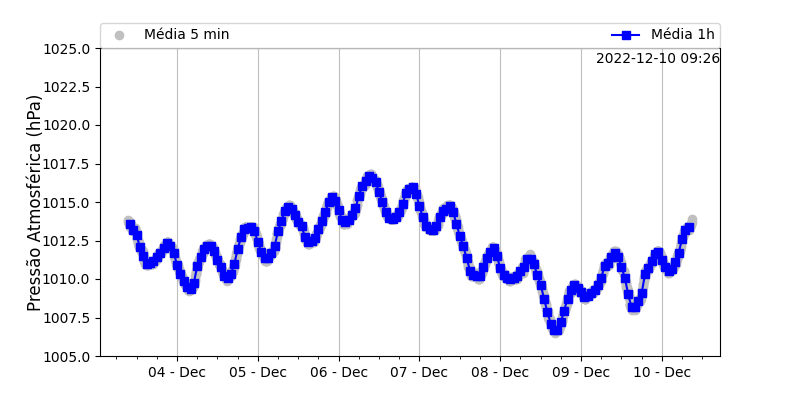 Média 5 min
Média 1h
2022-12-10 09:26
Pressão Atmosférica (hPa)
1025.0
1022.5
1020.0
1017.5
1015.0
1012.5
1010.0
1007.5
1005.0
04 - Dec
05 - Dec
06 - Dec
07 - Dec
08 - Dec
09 - Dec
10 - Dec